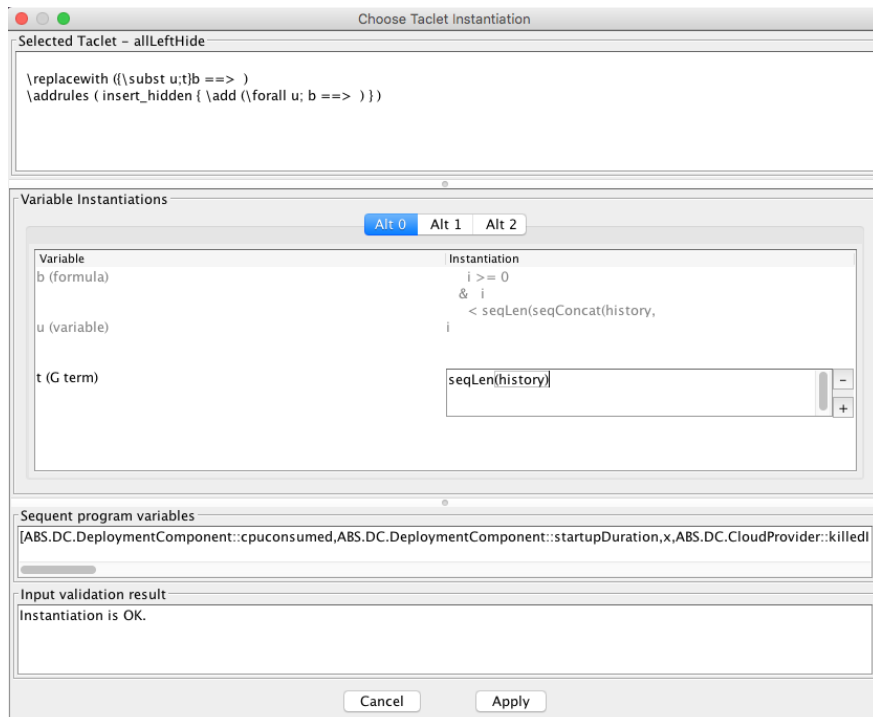 Choose Taclet Instantiation
Selected Taclet – allLeftHide
\replacewith ({\subst u;t}b ==>  )
\addrules ( insert_hidden { \add (\forall u; b ==>  ) } )
Variable Instantiations
Alt 0 Alt 1 Alt 2
Variable Instantiation
b (formula) i >= 0
& i
< seqLen(seqConcat(history,
u (variable) i
t (G term) seqLen(history) –
+
Sequent program variables
[ABS.DC.DeploymentComponent::cpuconsumed,ABS.DC.DeploymentComponent::startupDuration,x,ABS.DC.CloudProvider::killedI
Input validation result
Instantiation is OK.
Cancel Apply